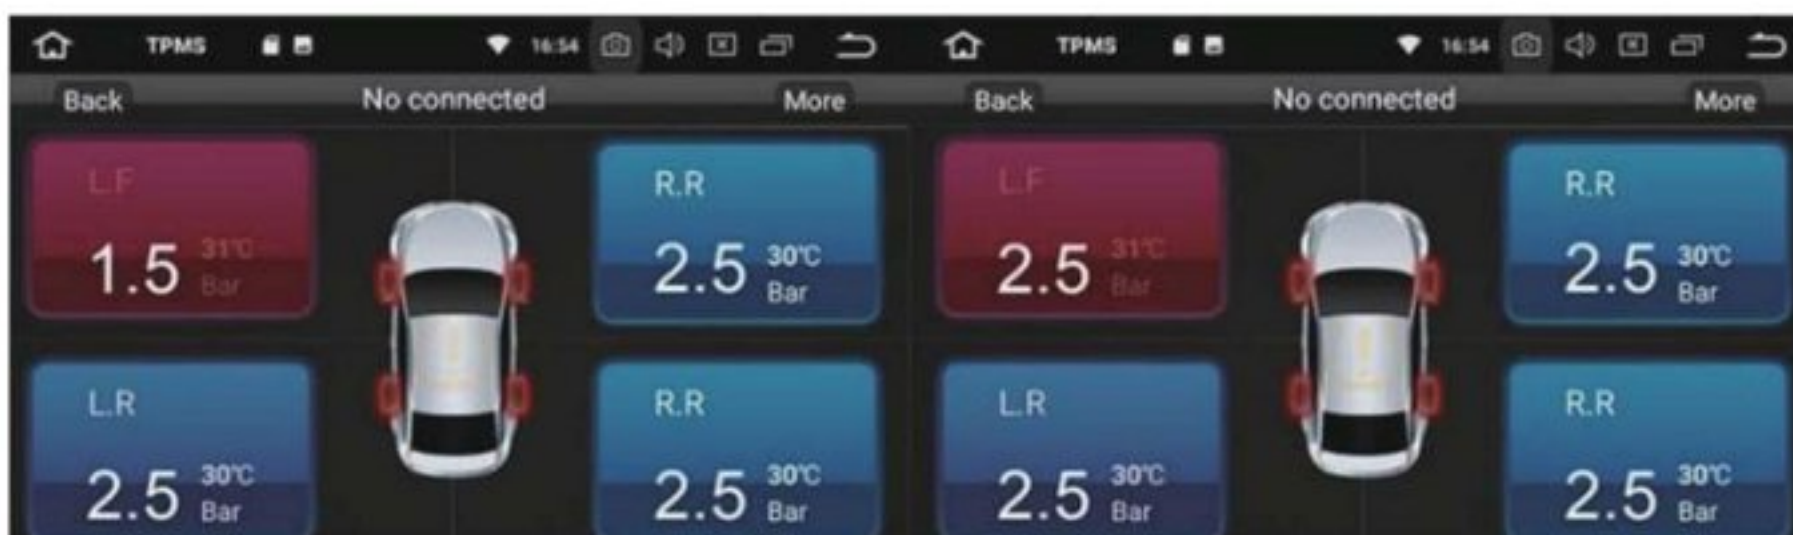 TPMS 16:54
Back No connected More
L.F
1.5 31°C
Bar
R.R
2.5 30°C
Bar
L.R
2.5 30°C
Bar
R.R
2.5 30°C
Bar
TPMS 16:54
Back No connected More
L.F
2.5 31°C
Bar
R.R
2.5 30°C
Bar
L.R
2.5 30°C
Bar
R.R
2.5 30°C
Bar